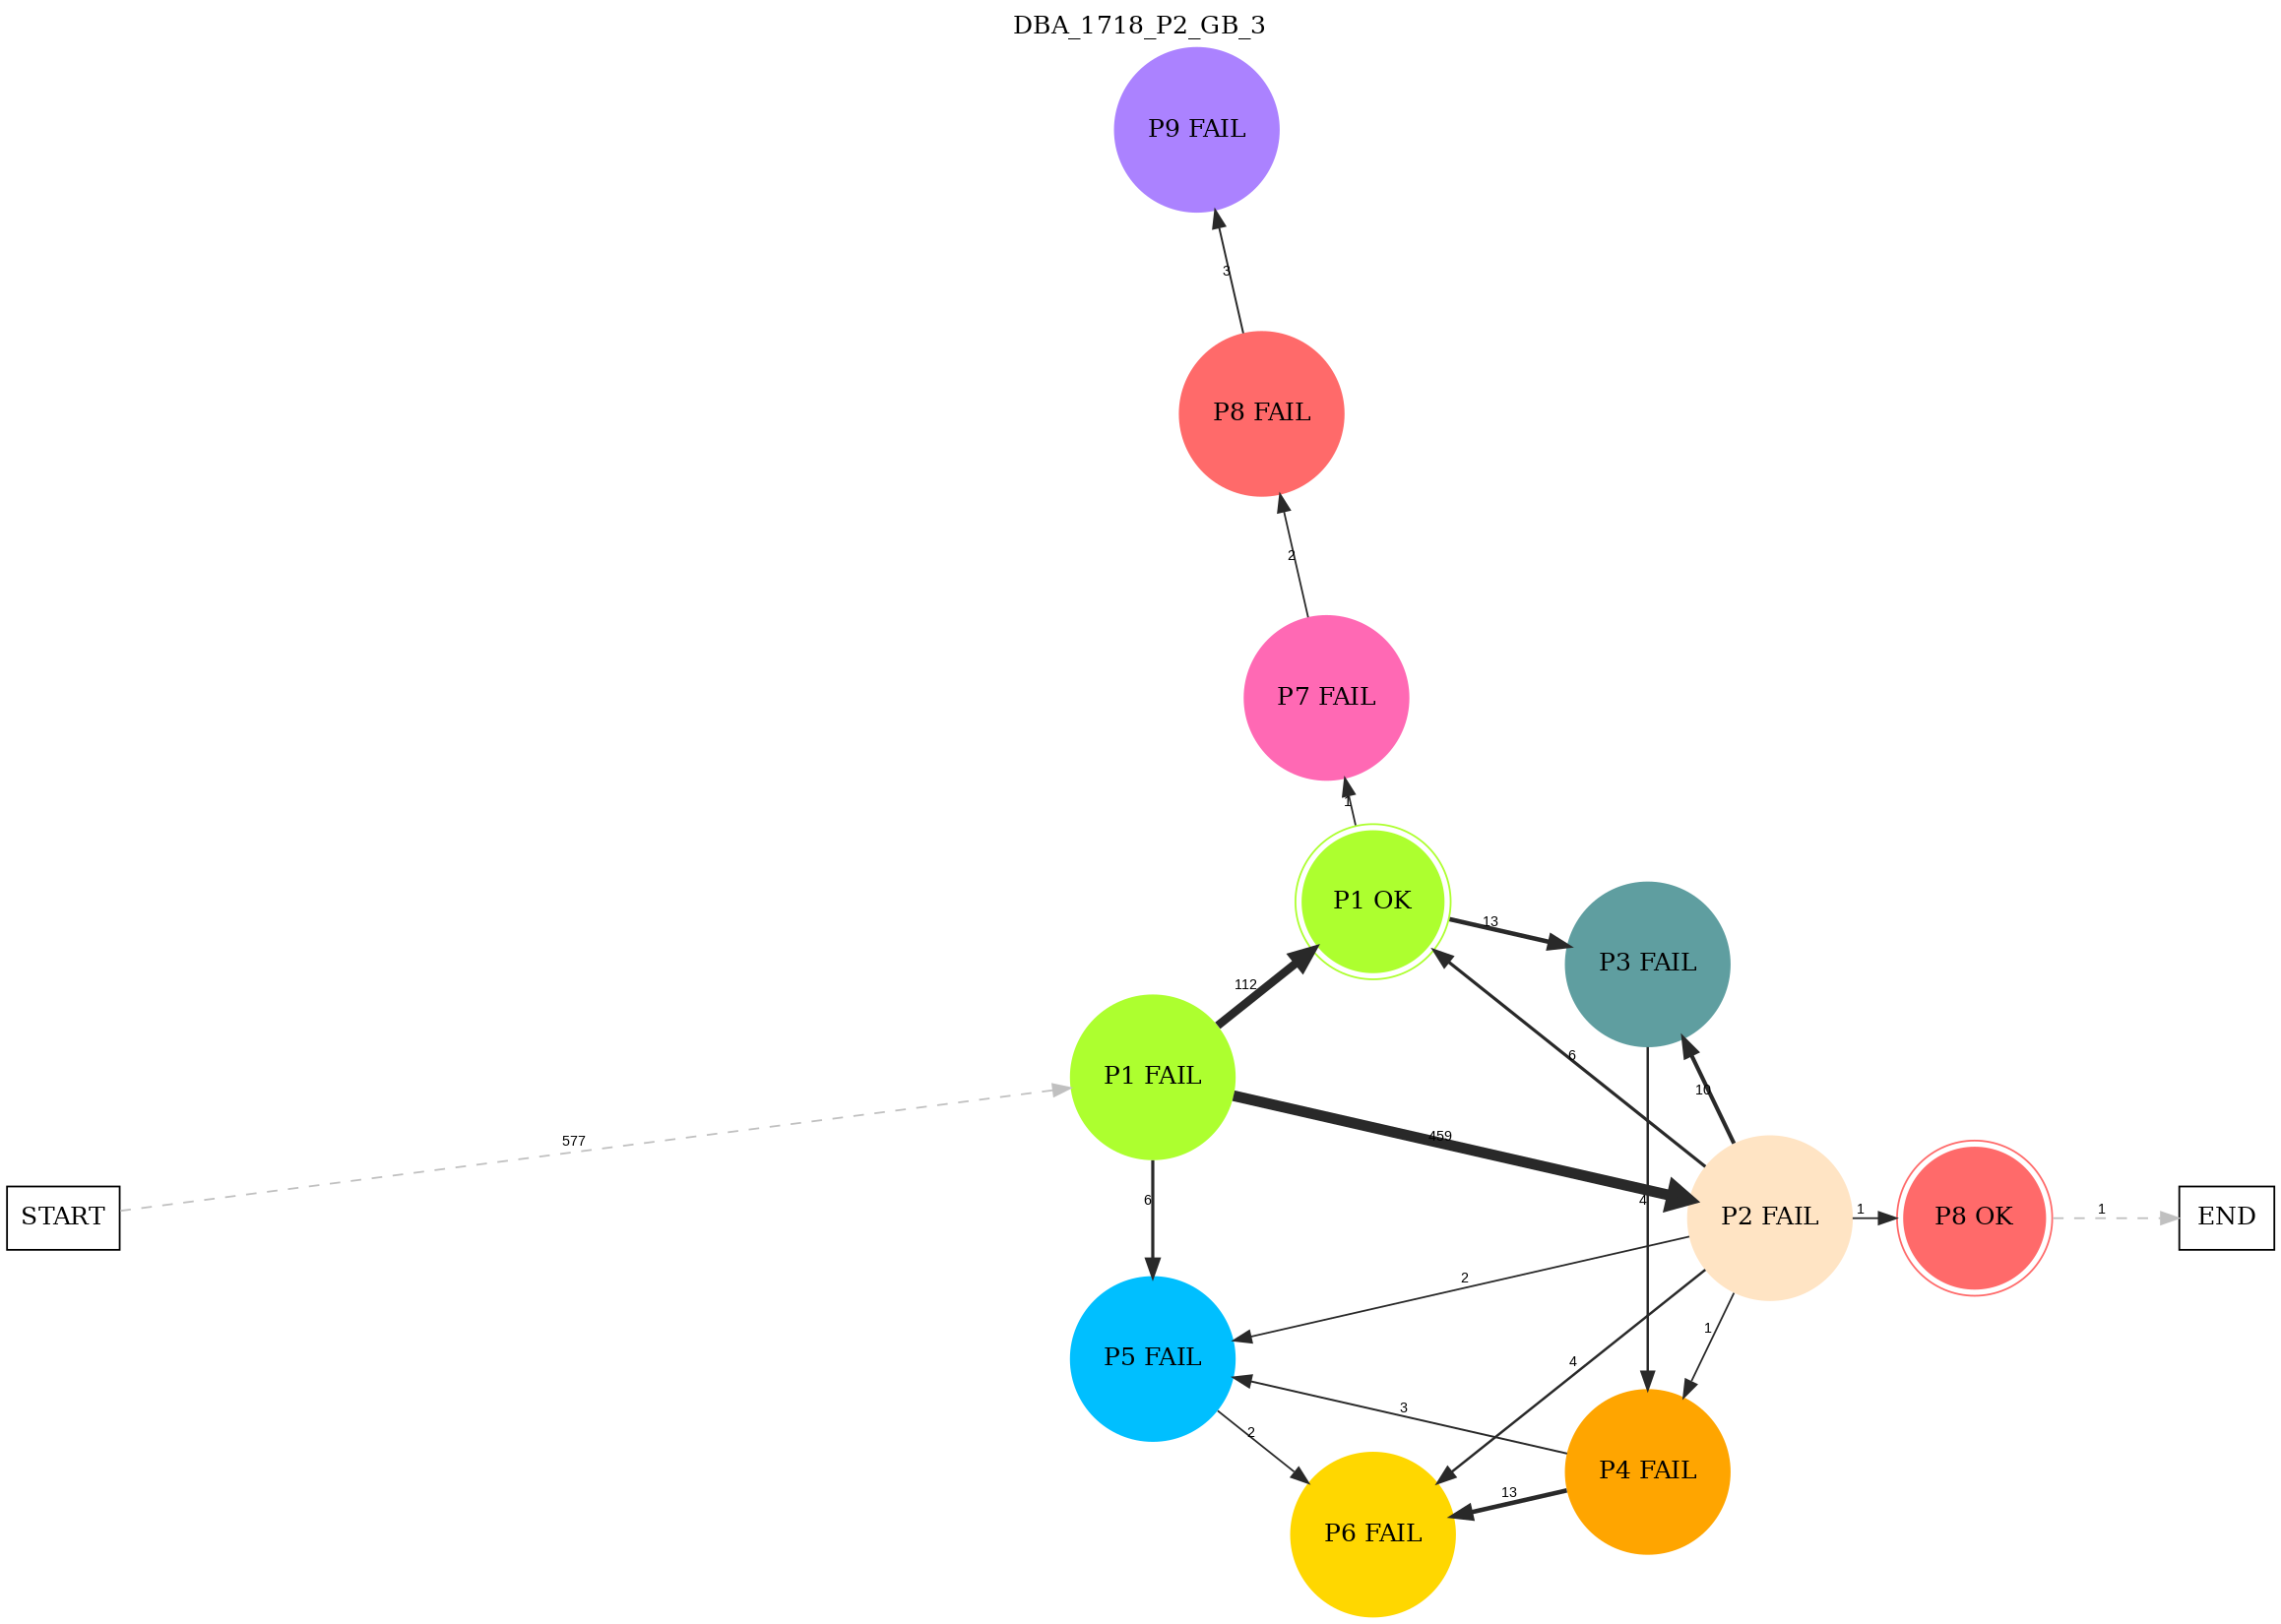 DBA_1718_P2_GB_3
P9 FAIL
3
P8 FAIL
2
P7 FAIL
1
P1 OK
13
P3 FAIL
112
6
P1 FAIL
10
459
577
6
4
START
P2 FAIL
1
P8 OK
1
END
2
1
4
P5 FAIL
3
2
P4 FAIL
13
P6 FAIL